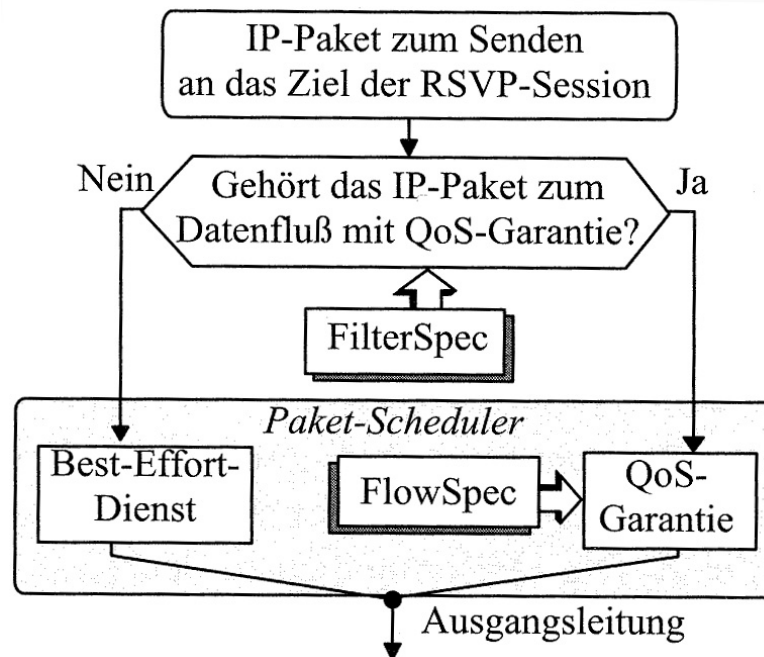 IP-Paket zum Senden
an das Ziel der RSVP-Session
Nein
Gehört das IP-Paket zum
Datenfluß mit QoS-Garantie?
Ja
FilterSpec
Paket-Scheduler
Best-Effort-
Dienst
FlowSpec
QoS-
Garantie
Ausgangsleitung